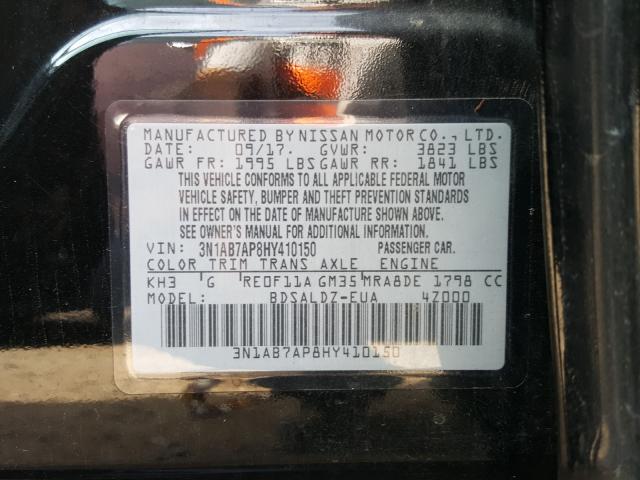 MANUFACTURED BY NISSAN MOTOR CO., LTD.
DATE: 09/17. GVWR: 3823 LBS
GAWR FR: 1995 LBS GAWR RR: 1841 LBS
THIS VEHICLE CONFORMS TO ALL APPLICABLE FEDERAL MOTOR
VEHICLE SAFETY, BUMPER AND THEFT PREVENTION STANDARDS
IN EFFECT ON THE DATE OF MANUFACTURE SHOWN ABOVE.
SEE OWNER'S MANUAL FOR ADDITIONAL INFORMATION.
VIN: 3N1AB7AP8HY410150 PASSENGER CAR.
COLOR TRIM TRANS AXLE ENGINE
KH3 G RE0F11A GM35 MRA8DE 1798 CC
MODEL: BDSALDZ-EUA 4Z000
3N1AB7AP8HY410150